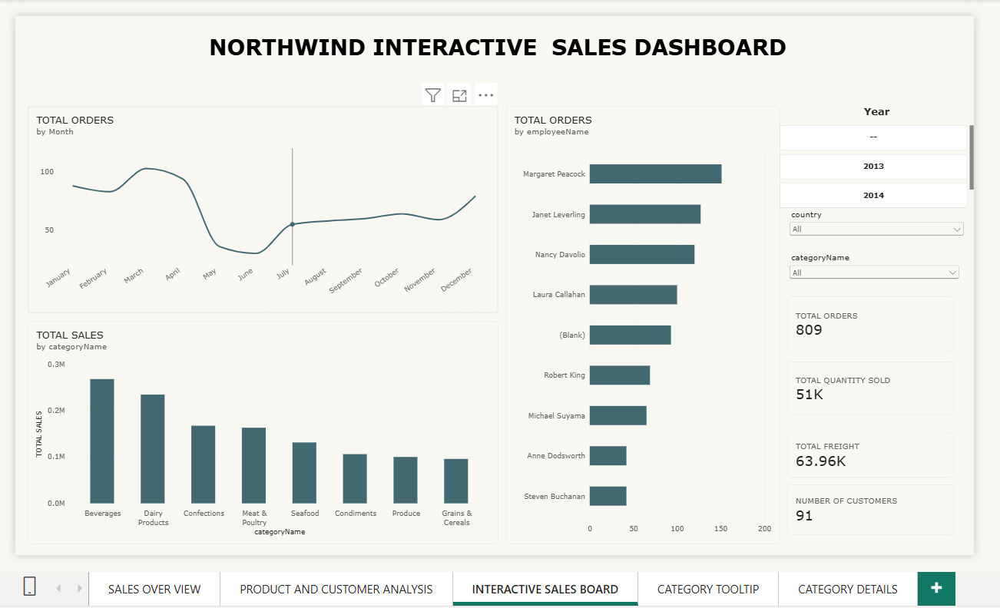 NORTHWIND INTERACTIVE  SALES DASHBOARD
TOTAL ORDERS
by Month
100
50
January
February
March
April
May
June
July
August
September
October
November
December
TOTAL SALES
by categoryName
TOTAL SALES
0.3M
0.2M
0.1M
0.0M
Beverages
Dairy
Products
Confections
Meat &
Poultry
Seafood
Condiments
Produce
Grains &
Cereals
categoryName
TOTAL ORDERS
by employeeName
Margaret Peacock
Janet Leverling
Nancy Davolio
Laura Callahan
(Blank)
Robert King
Michael Suyama
Anne Dodsworth
Steven Buchanan
0
50
100
150
200
Year
--
2013
2014
country
All
categoryName
All
TOTAL ORDERS
809
TOTAL QUANTITY SOLD
51K
TOTAL FREIGHT
63.96K
NUMBER OF CUSTOMERS
91
SALES OVER VIEW
PRODUCT AND CUSTOMER ANALYSIS
INTERACTIVE SALES BOARD
CATEGORY TOOLTIP
CATEGORY DETAILS